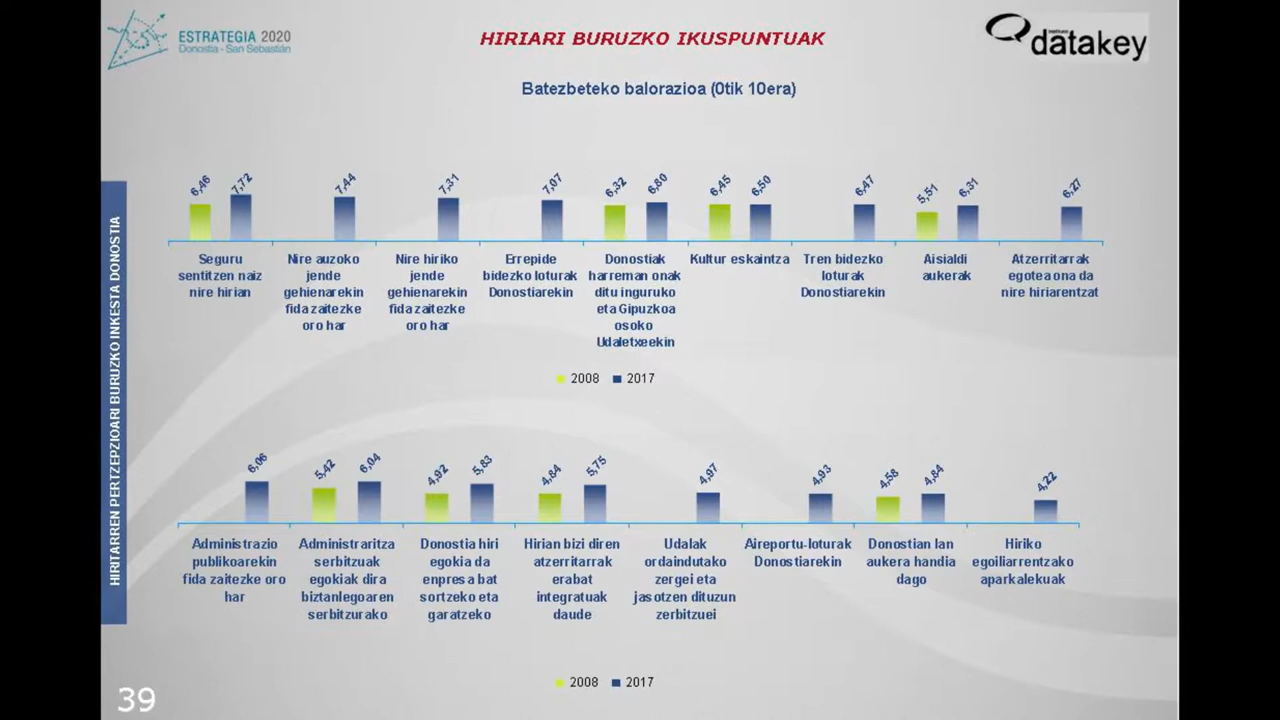 ESTRATEGIA 2020
Donostia - San Sebastián
HIRIARI BURUZKO IKUSPUNTUAK
datakey
Batezbeteko balorazioa (0tik 10era)
HIRITARREN PERTZEPZIOARI BURUZKO INKESTA DONOSTIA
6,46 7,72 7,44 7,31 7,07 6,32 6,80 6,45 6,50 6,47 5,51 6,31 6,27
Seguru
sentitzen naiz
nire hirian
Nire auzoko
jende
gehienarekin
fida zaitezke
oro har
Nire hiriko
jende
gehienarekin
fida zaitezke
oro har
Errepide
bidezko loturak
Donostiarekin
Donostiak
harreman onak
ditu inguruko
eta Gipuzkoa
osoko
Udaletxeekin
Kultur eskaintza
Tren bidezko
loturak
Donostiarekin
Aisialdi
aukerak
Atzerritarrak
egotea ona da
nire hiriarentzat
2008 2017
6,06 5,42 6,04 4,92 5,83 4,84 5,75 4,97 4,93 4,58 4,84 4,22
Administrazio
publikoarekin
fida zaitezke oro
har
Administraritza
serbitzuak
egokiak dira
biztanlegoaren
serbitzurako
Donostia hiri
egokia da
enpresa bat
sortzeko eta
garatzeko
Hirian bizi diren
atzerritarrak
erabat
integratuak
daude
Udalak
ordaindutako
zergei eta
jasotzen dituzun
zerbitzuei
Aireportu-loturak
Donostiarekin
Donostian lan
aukera handia
dago
Hiriko
egoiliarrentzako
aparkalekuak
2008 2017
39